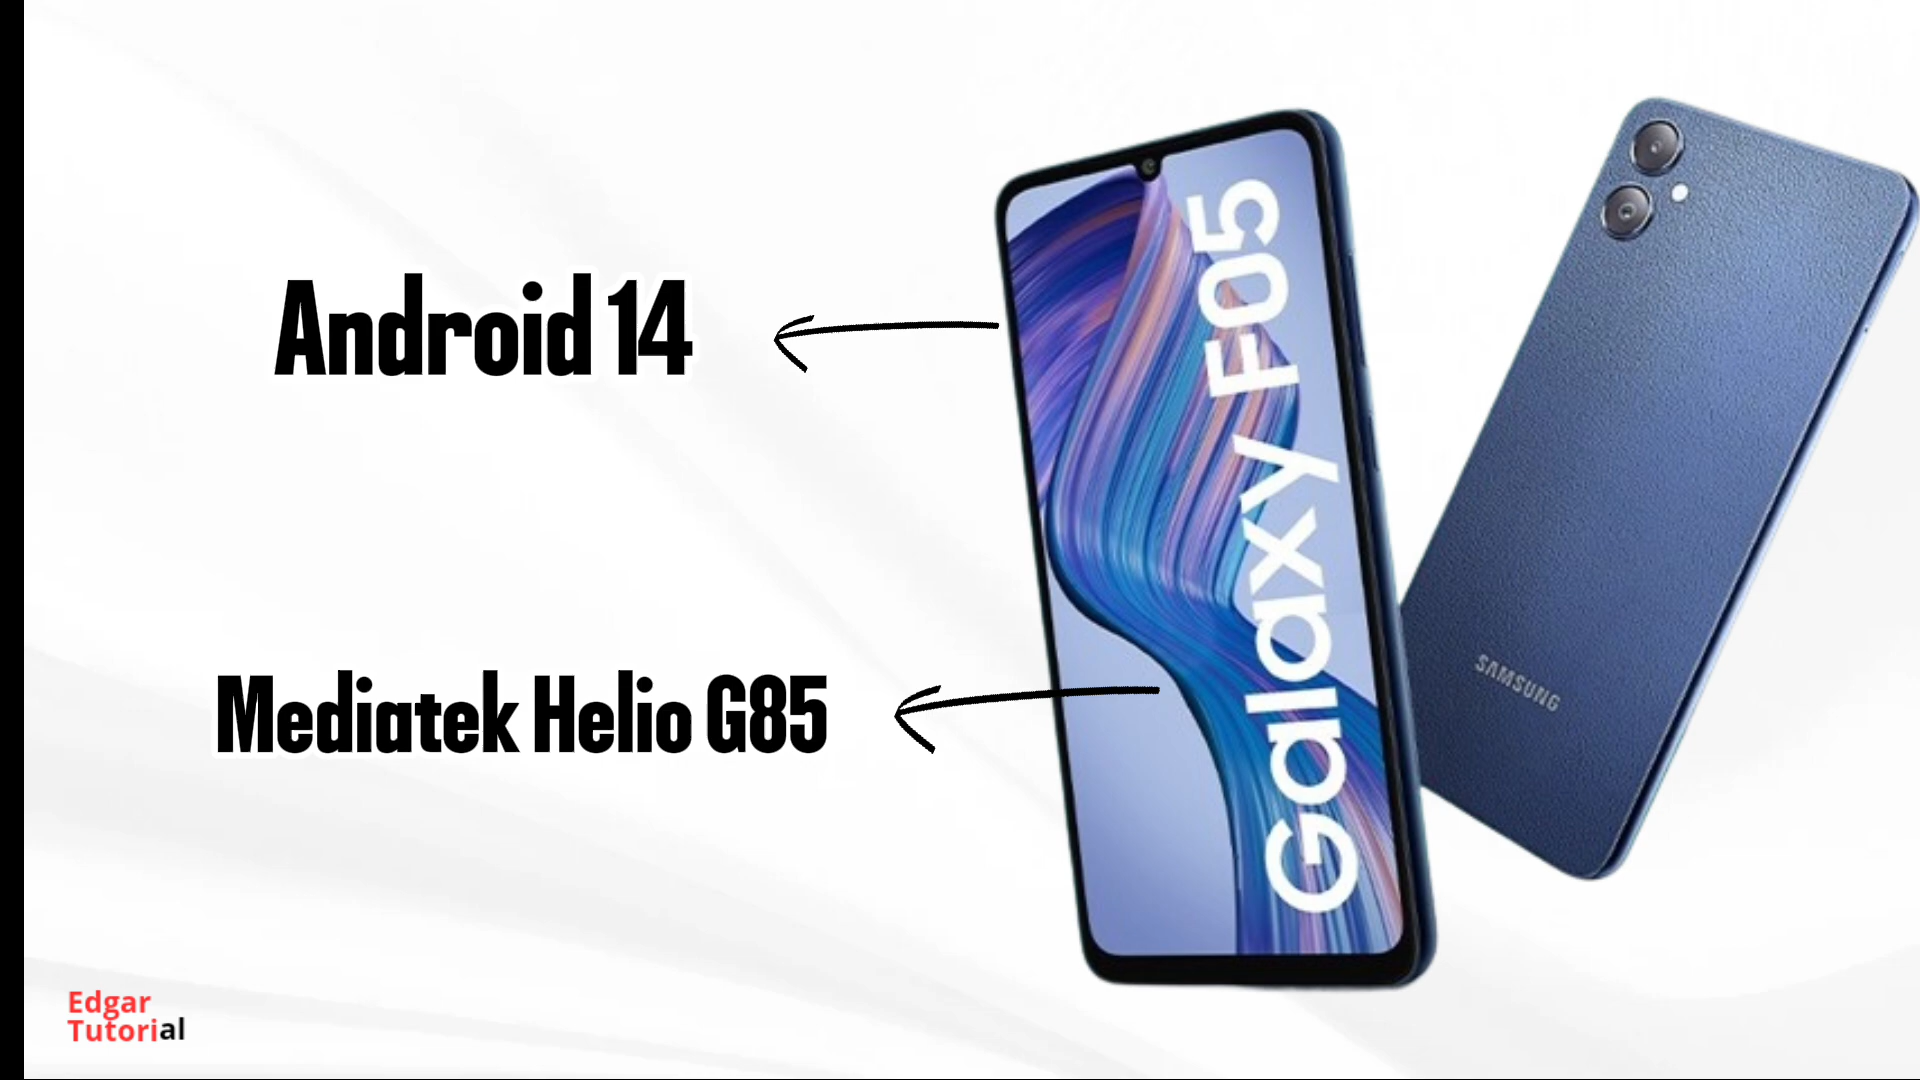 Android 14
Mediatek Helio G85
Galaxy F05
SAMSUNG
Edgar
Tutorial